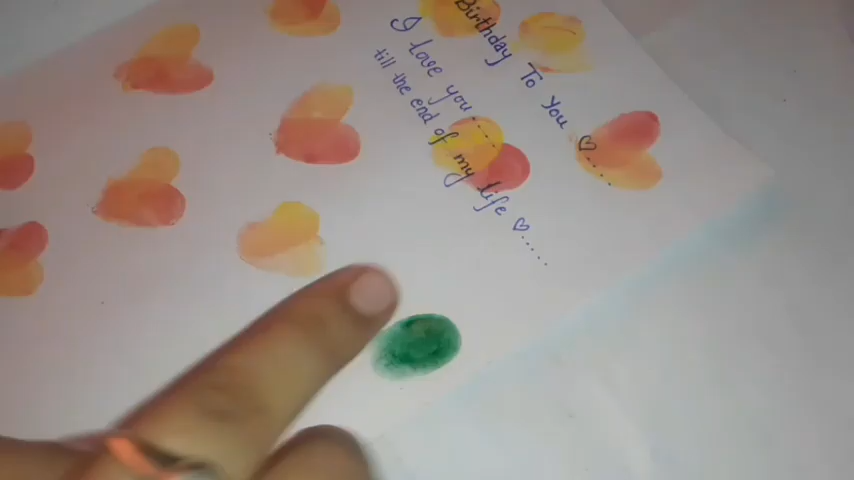 Birthday To You ♡.....
I love you.....
till the end of my life ♡......